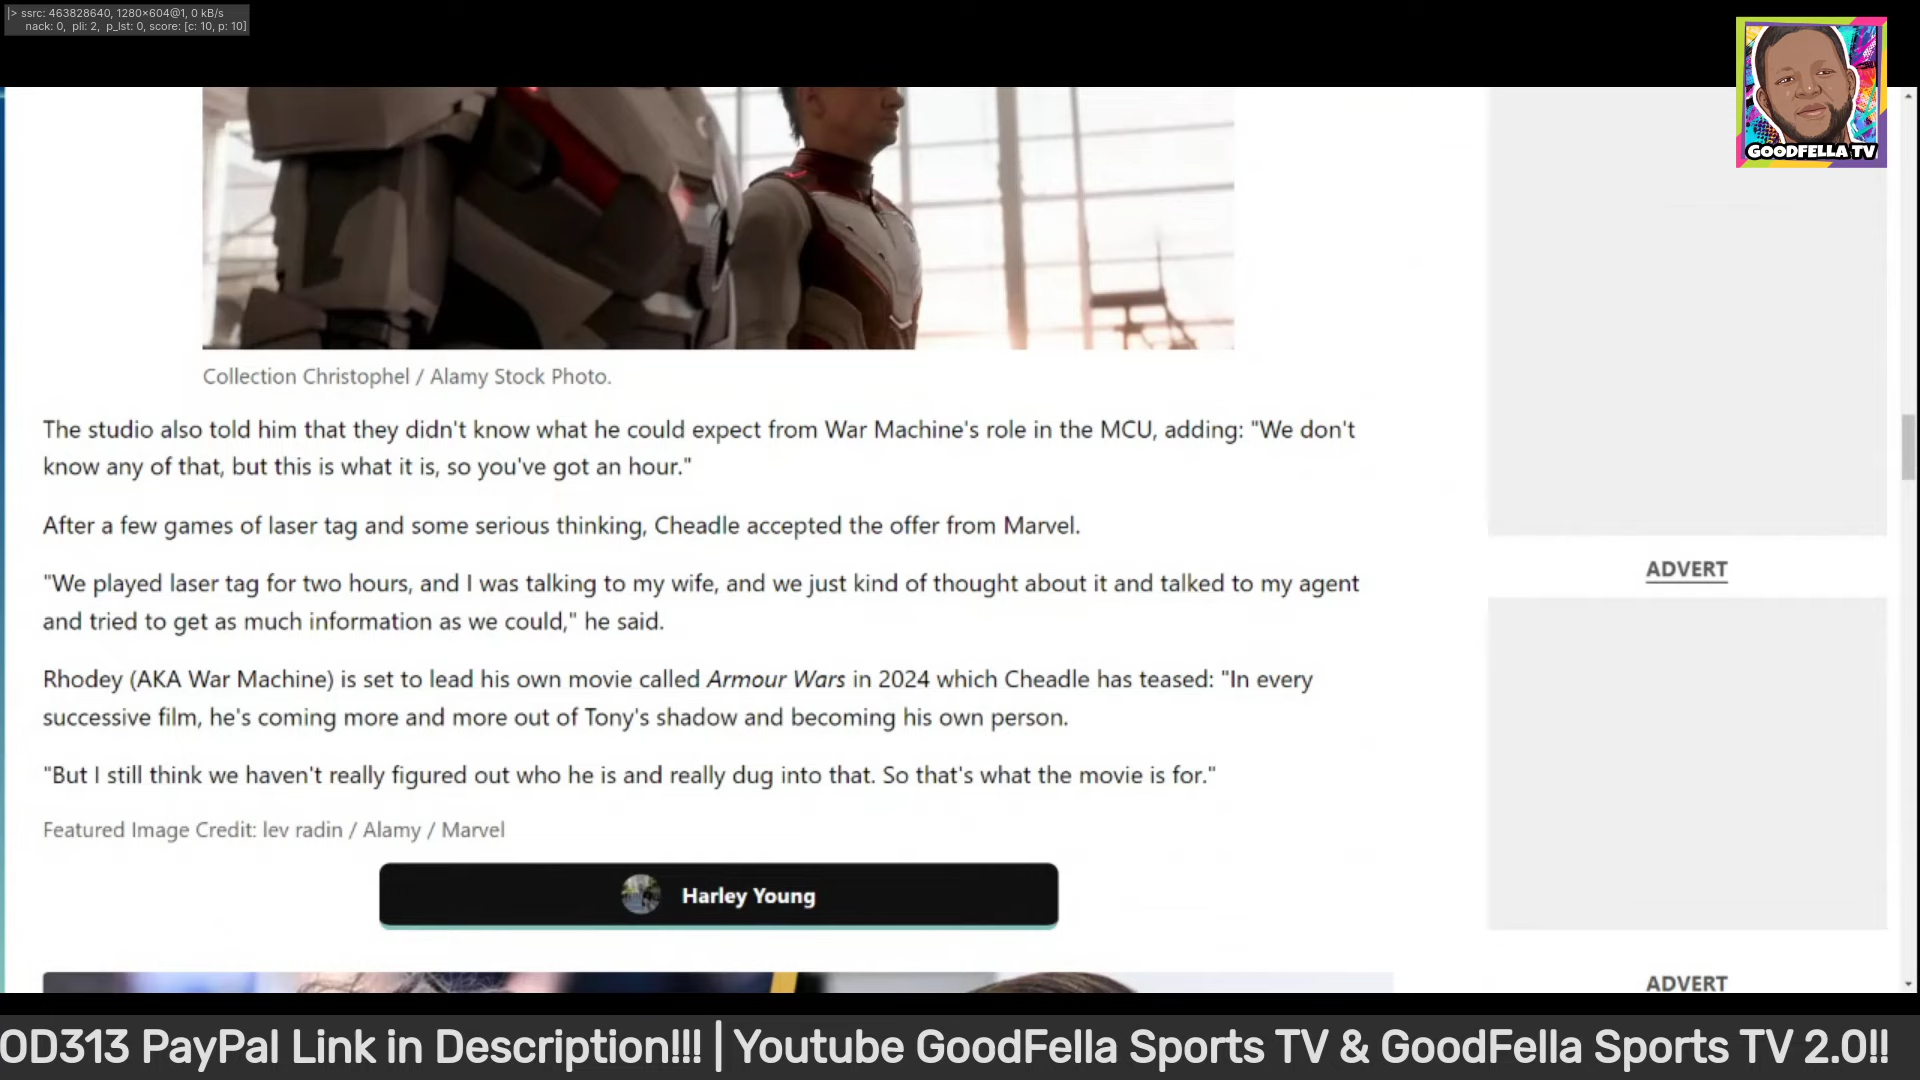 |> ssrc: 463828640, 1280×604@1, 0 kB/s
nack: 0, pli: 2, p_lst: 0, score: [c: 10, p: 10]
GOODFELLA TV
Collection Christophel / Alamy Stock Photo.
The studio also told him that they didn't know what he could expect from War Machine's role in the MCU, adding: "We don't
know any of that, but this is what it is, so you've got an hour."
After a few games of laser tag and some serious thinking, Cheadle accepted the offer from Marvel.
"We played laser tag for two hours, and I was talking to my wife, and we just kind of thought about it and talked to my agent
and tried to get as much information as we could," he said.
Rhodey (AKA War Machine) is set to lead his own movie called Armour Wars in 2024 which Cheadle has teased: "In every
successive film, he's coming more and more out of Tony's shadow and becoming his own person.
"But I still think we haven't really figured out who he is and really dug into that. So that's what the movie is for."
Featured Image Credit: lev radin / Alamy / Marvel
Harley Young
ADVERT
ADVERT
OD313 PayPal Link in Description!!! | Youtube GoodFella Sports TV & GoodFella Sports TV 2.0!!